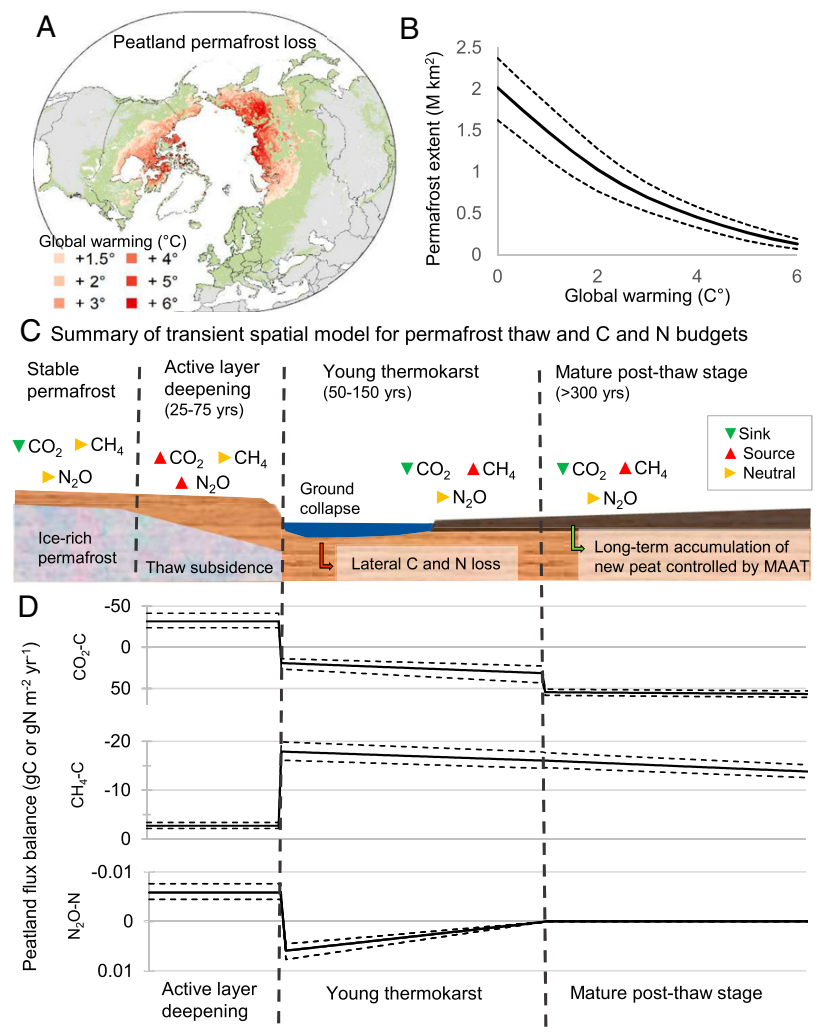 A
Peatland permafrost loss
Global warming (°C)
+1.5°
+ 4°
+ 2°
+ 5°
+ 3°
+ 6°
B
Permafrost extent (M km²)
2.5
2
1.5
1
0.5
0
0
2
4
6
Global warming (C°)
C Summary of transient spatial model for permafrost thaw and C and N budgets
Stable
permafrost
Active layer
deepening
(25-75 yrs)
Young thermokarst
(50-150 yrs)
Mature post-thaw stage
(>300 yrs)
CO₂
CH₄
N₂O
CO₂
CH₄
N₂O
CO₂
CH₄
N₂O
CO₂
CH₄
N₂O
Sink
Source
Neutral
Ground
collapse
Ice-rich
permafrost
Thaw subsidence
Lateral C and N loss
Long-term accumulation of
new peat controlled by MAAT
D
Peatland flux balance (gC or gN m⁻² yr⁻¹)
CO₂-C
-50
0
50
CH₄-C
-20
-10
0
N₂O-N
-0.01
0
0.01
Active layer
deepening
Young thermokarst
Mature post-thaw stage